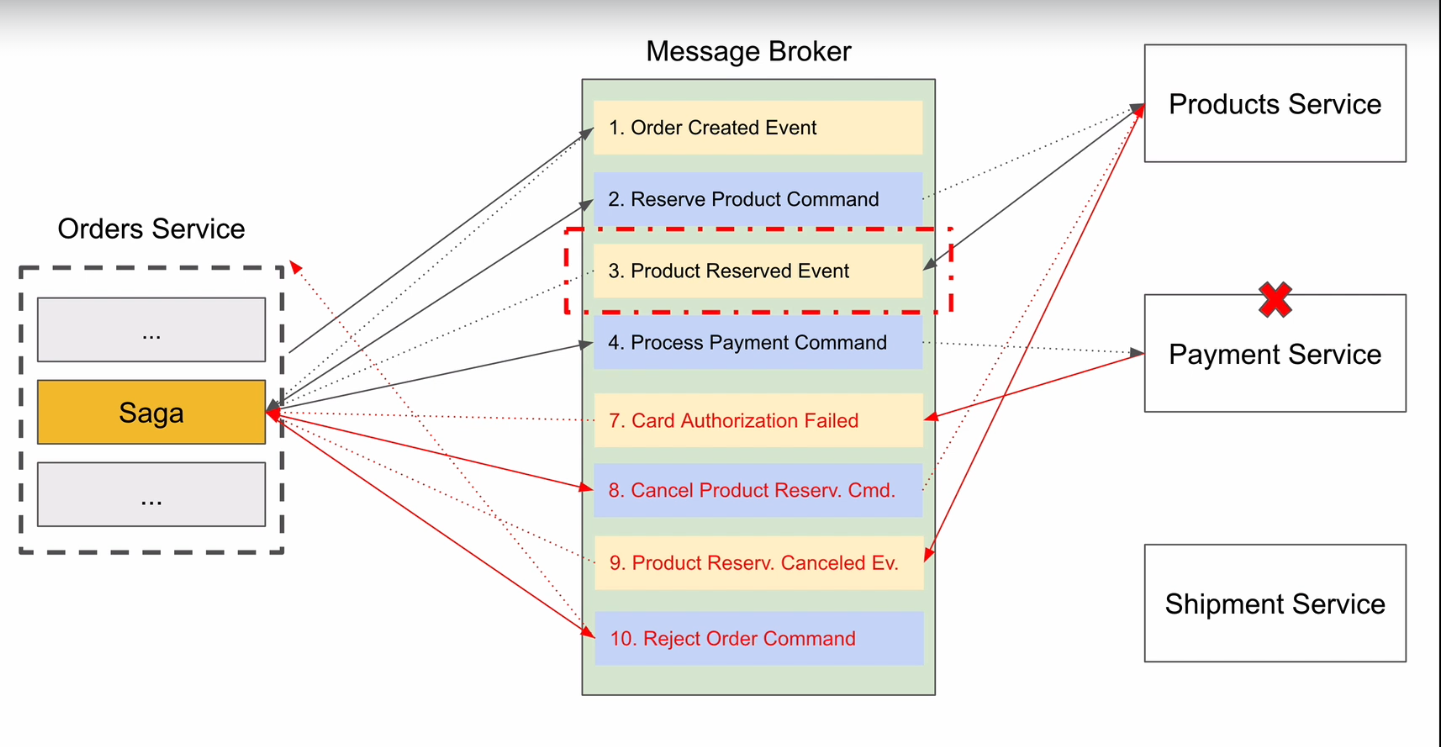 Message Broker
1. Order Created Event
2. Reserve Product Command
3. Product Reserved Event
4. Process Payment Command
7. Card Authorization Failed
8. Cancel Product Reserv. Cmd.
9. Product Reserv. Canceled Ev.
10. Reject Order Command
Orders Service
...
Saga
...
Products Service
Payment Service
Shipment Service